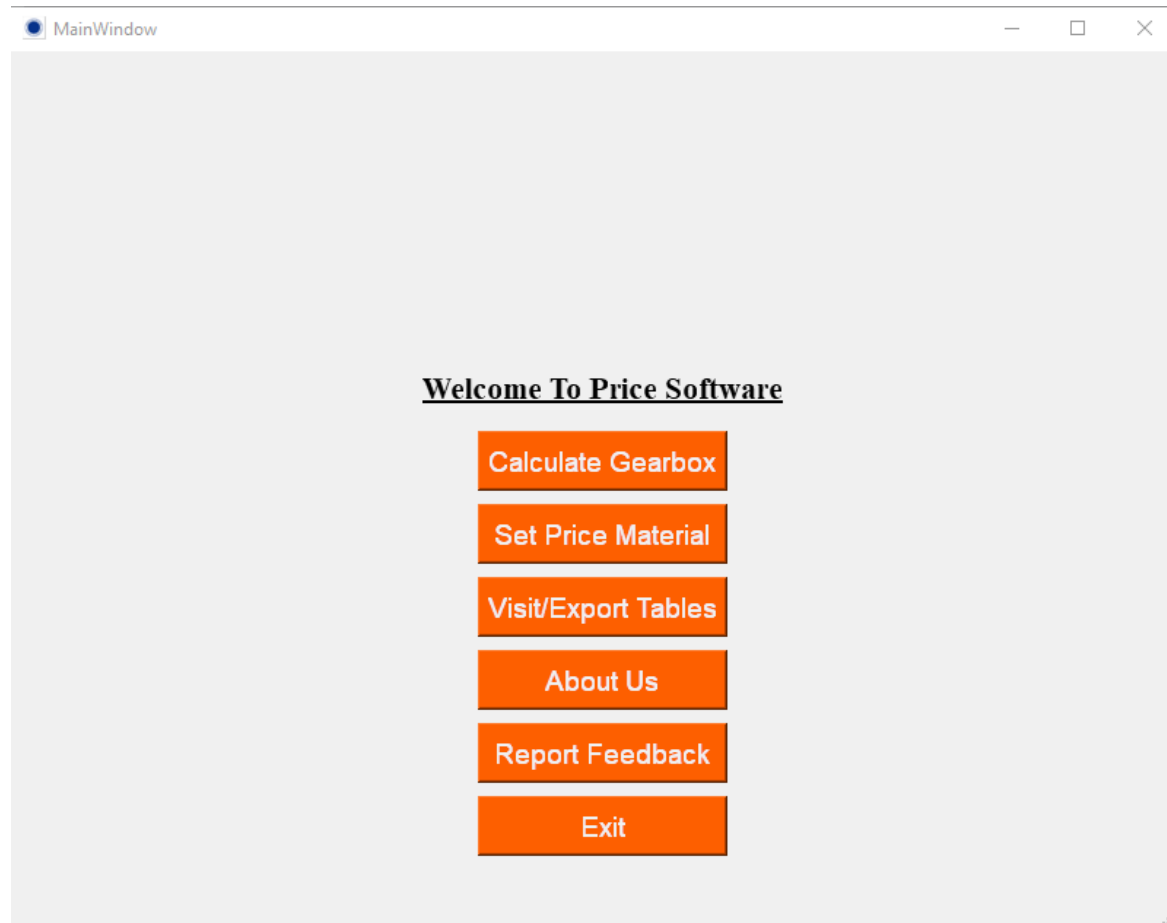 MainWindow
Welcome To Price Software
Calculate Gearbox
Set Price Material
Visit/Export Tables
About Us
Report Feedback
Exit